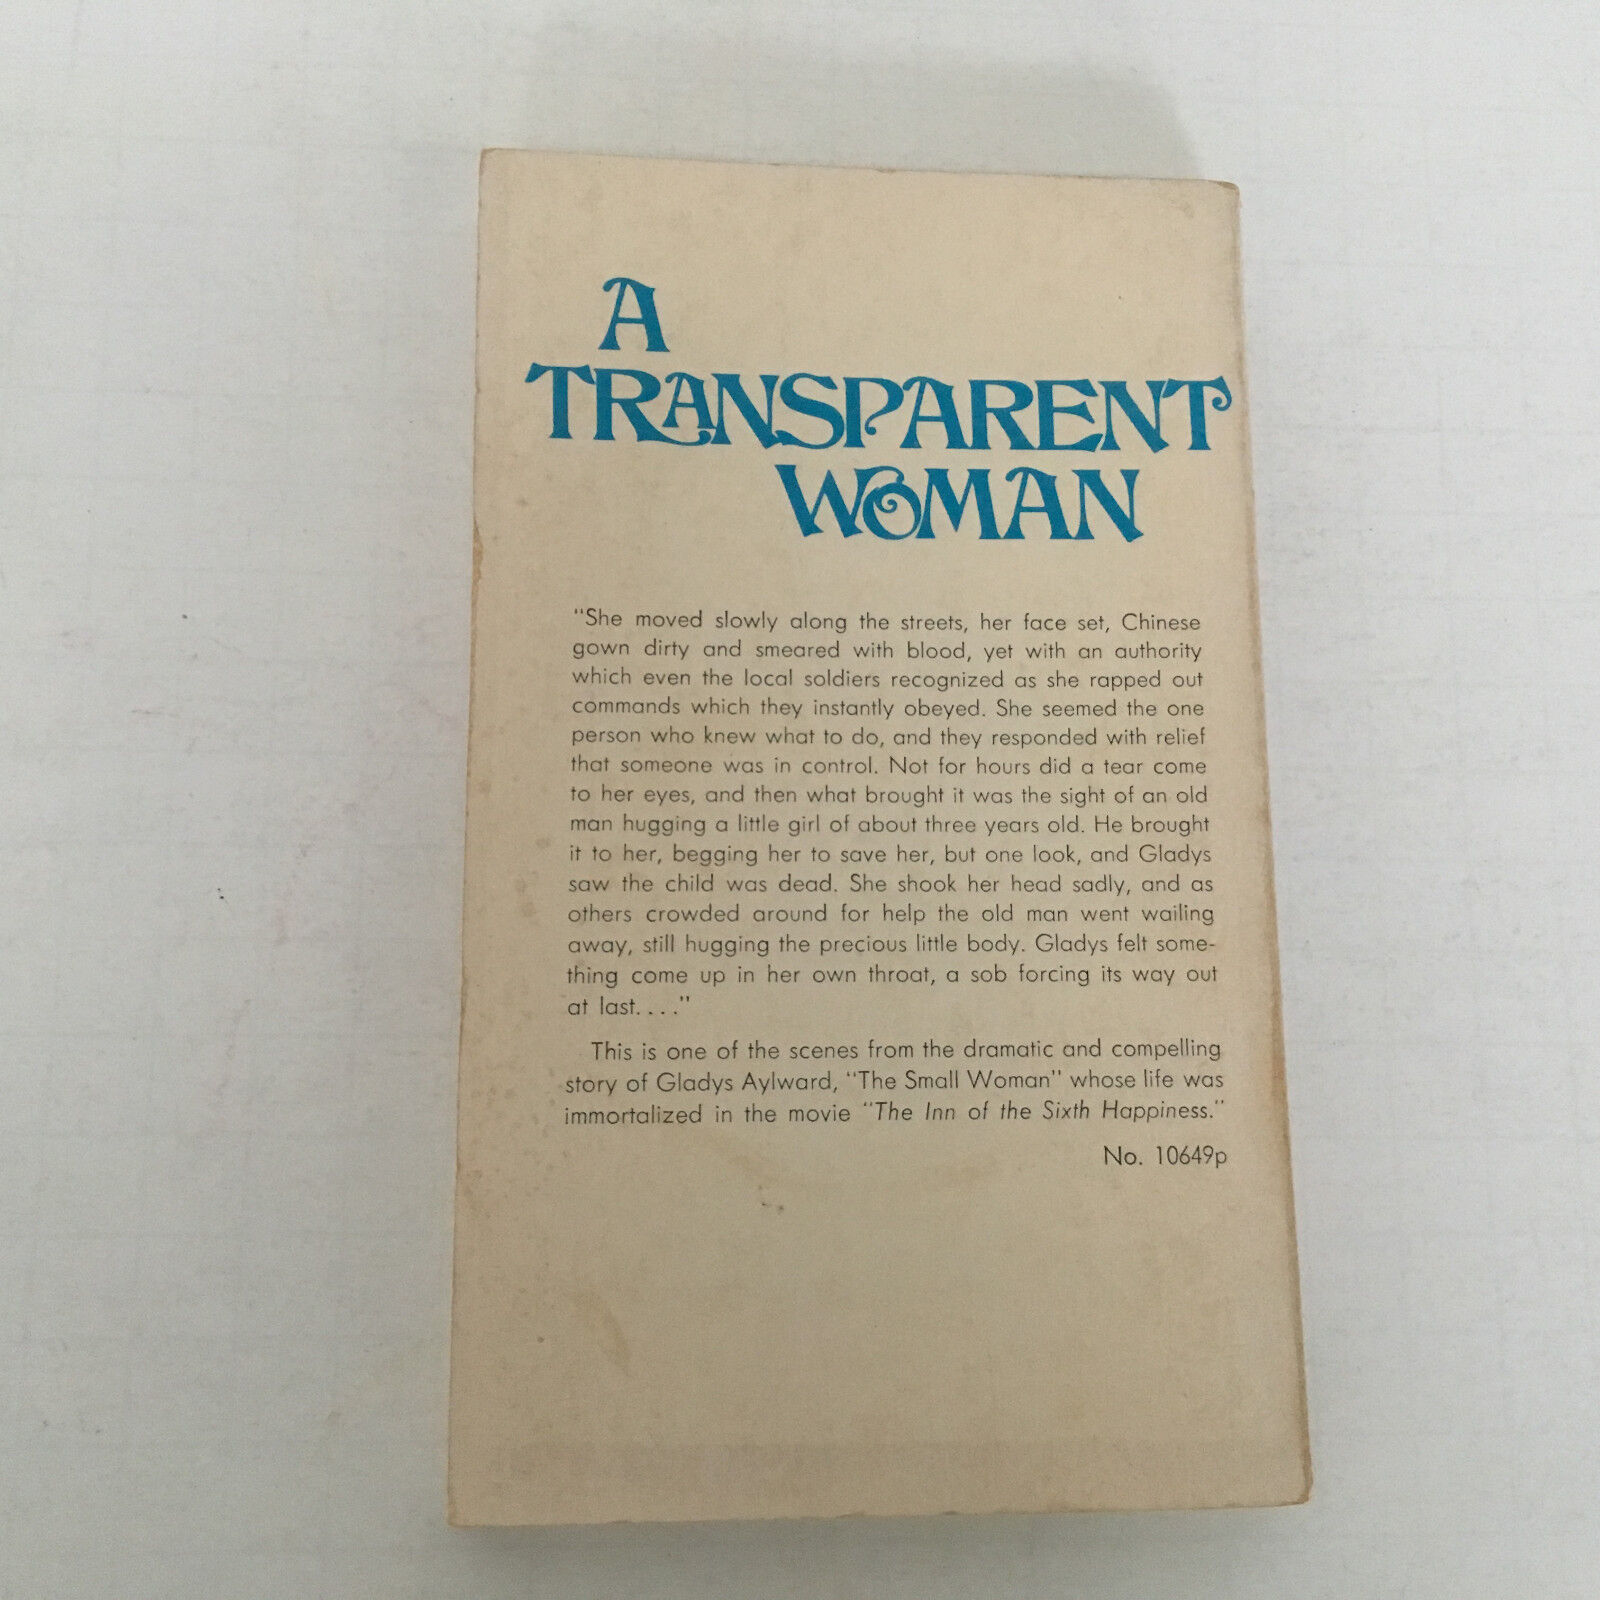 A
TRANSPARENT
WOMAN
"She moved slowly along the streets, her face set, Chinese
gown dirty and smeared with blood, yet with an authority
which even the local soldiers recognized as she rapped out
commands which they instantly obeyed. She seemed the one
person who knew what to do, and they responded with relief
that someone was in control. Not for hours did a tear come
to her eyes, and then what brought it was the sight of an old
man hugging a little girl of about three years old. He brought
it to her, begging her to save her, but one look, and Gladys
saw the child was dead. She shook her head sadly, and as
others crowded around for help the old man went wailing
away, still hugging the precious little body. Gladys felt some-
thing come up in her own throat, a sob forcing its way out
at last. . . ."
This is one of the scenes from the dramatic and compelling
story of Gladys Aylward, "The Small Woman" whose life was
immortalized in the movie "The Inn of the Sixth Happiness."
No. 10649p